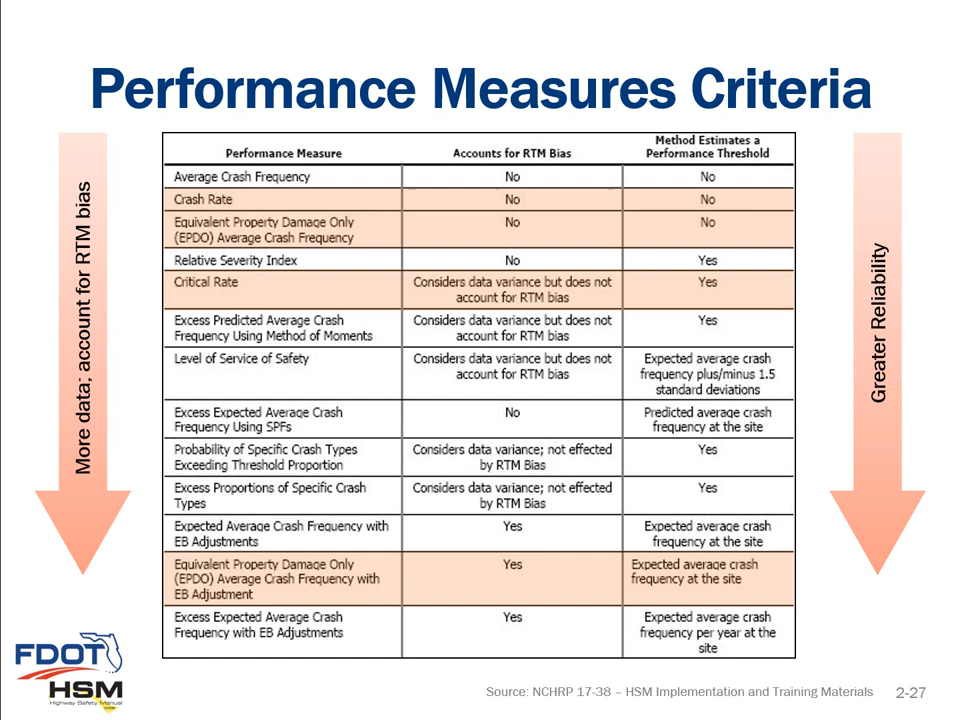 Performance Measures Criteria
More data; account for RTM bias
Performance Measure Accounts for RTM Bias Method Estimates a
Performance Threshold
Average Crash Frequency No No
Crash Rate No No
Equivalent Property Damage Only No No
(EPDO) Average Crash Frequency
Relative Severity Index No Yes
Critical Rate Considers data variance but does not Yes
account for RTM bias
Excess Predicted Average Crash Considers data variance but does not Yes
Frequency Using Method of Moments account for RTM bias
Level of Service of Safety Considers data variance but does not Expected average crash
account for RTM bias frequency plus/minus 1.5
standard deviations
Excess Expected Average Crash No Predicted average crash
Frequency Using SPFs frequency at the site
Probability of Specific Crash Types Considers data variance; not effected Yes
Exceeding Threshold Proportion by RTM Bias
Excess Proportions of Specific Crash Considers data variance; not effected Yes
Types by RTM Bias
Expected Average Crash Frequency with Yes Expected average crash
EB Adjustments frequency at the site
Equivalent Property Damage Only Yes Expected average crash
(EPDO) Average Crash Frequency with frequency at the site
EB Adjustment
Excess Expected Average Crash Yes Expected average crash
Frequency with EB Adjustments frequency per year at the
site
Greater Reliability
FDOT
HSM
Highway Safety Manual
Source: NCHRP 17-38 – HSM Implementation and Training Materials 2-27